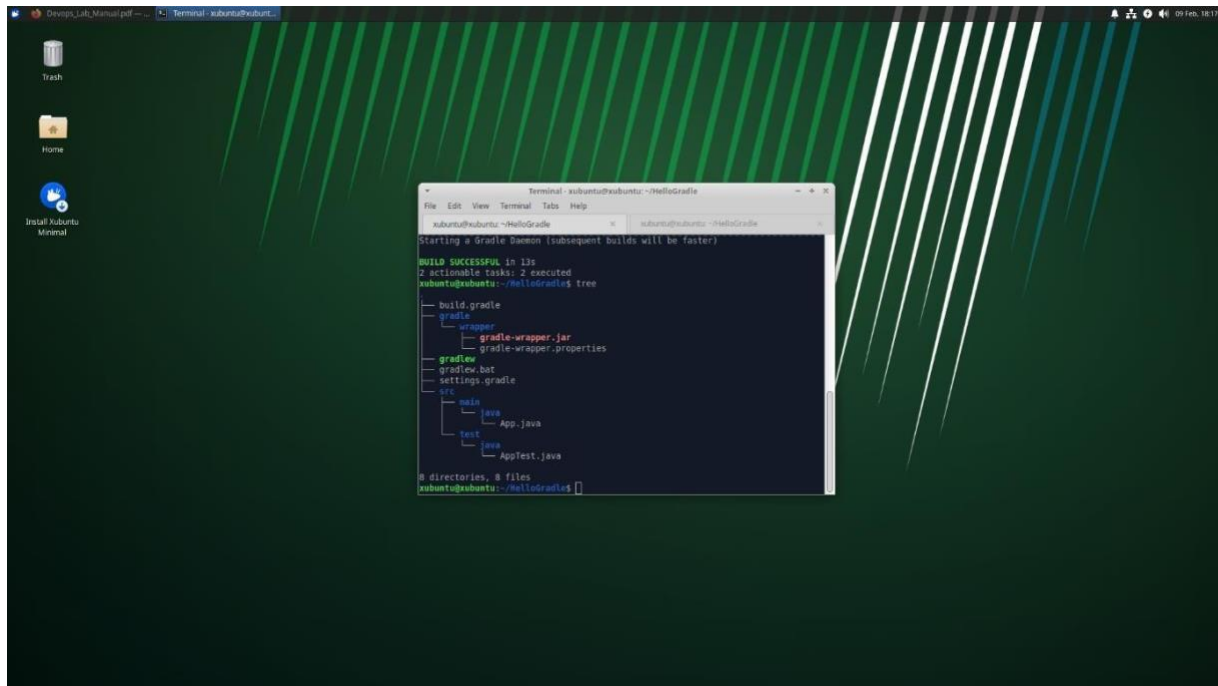 Devops_Lab_Manual.pdf — ...
Terminal - xubuntu@xubunt...
09 Feb, 18:17
Trash
Home
Install Xubuntu
Minimal
Terminal - xubuntu@xubuntu: ~/HelloGradle
File Edit View Terminal Tabs Help
xubuntu@xubuntu: ~/HelloGradle
xubuntu@xubuntu: ~/HelloGradle
Starting a Gradle Daemon (subsequent builds will be faster)
BUILD SUCCESSFUL in 13s
2 actionable tasks: 2 executed
xubuntu@xubuntu:~/HelloGradle$ tree
.
├── build.gradle
├── gradle
│   └── wrapper
│       ├── gradle-wrapper.jar
│       └── gradle-wrapper.properties
├── gradlew
├── gradlew.bat
├── settings.gradle
└── src
    ├── main
    │   └── java
    │       └── App.java
    └── test
        └── java
            └── AppTest.java
8 directories, 8 files
xubuntu@xubuntu:~/HelloGradle$